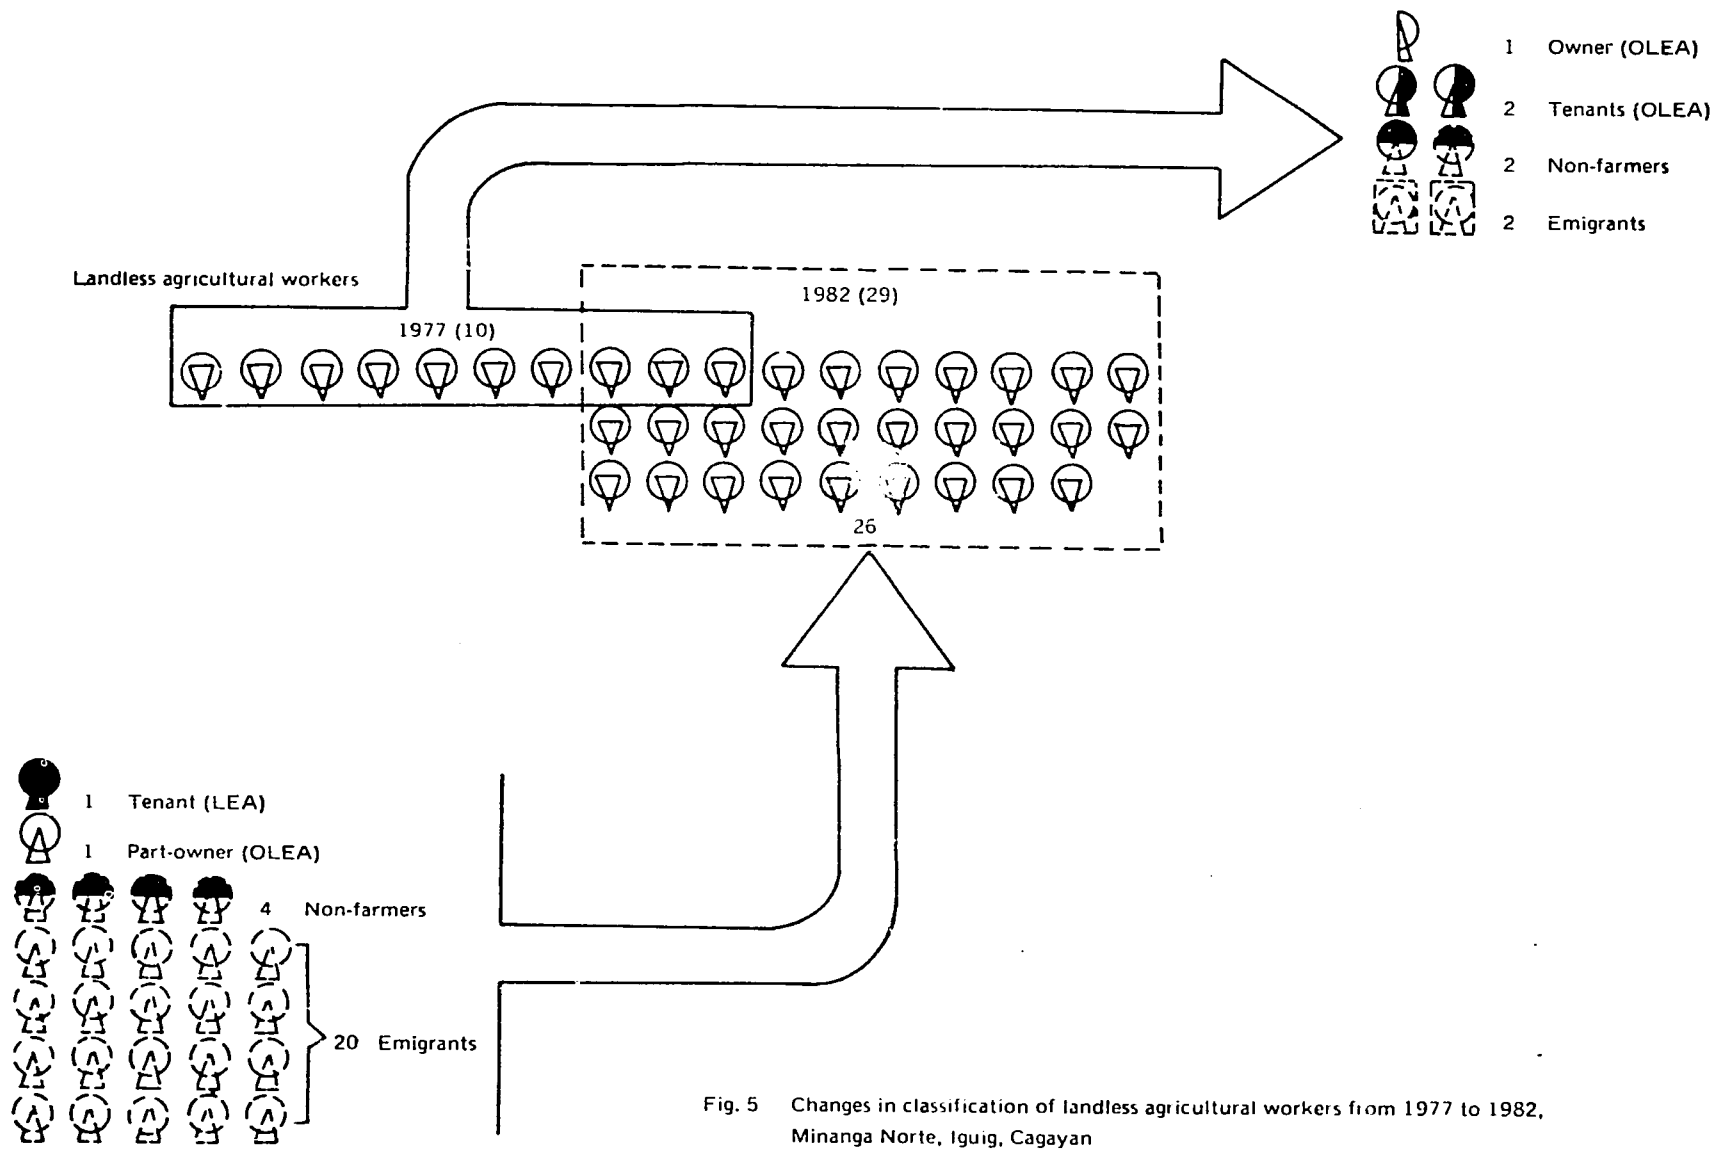 1 Owner (OLEA)
2 Tenants (OLEA)
2 Non-farmers
2 Emigrants
Landless agricultural workers
1982 (29)
1977 (10)
26
1 Tenant (LEA)
1 Part-owner (OLEA)
4 Non-farmers
20 Emigrants
Fig. 5 Changes in classification of landless agricultural workers from 1977 to 1982,
Minanga Norte, Iguig, Cagayan